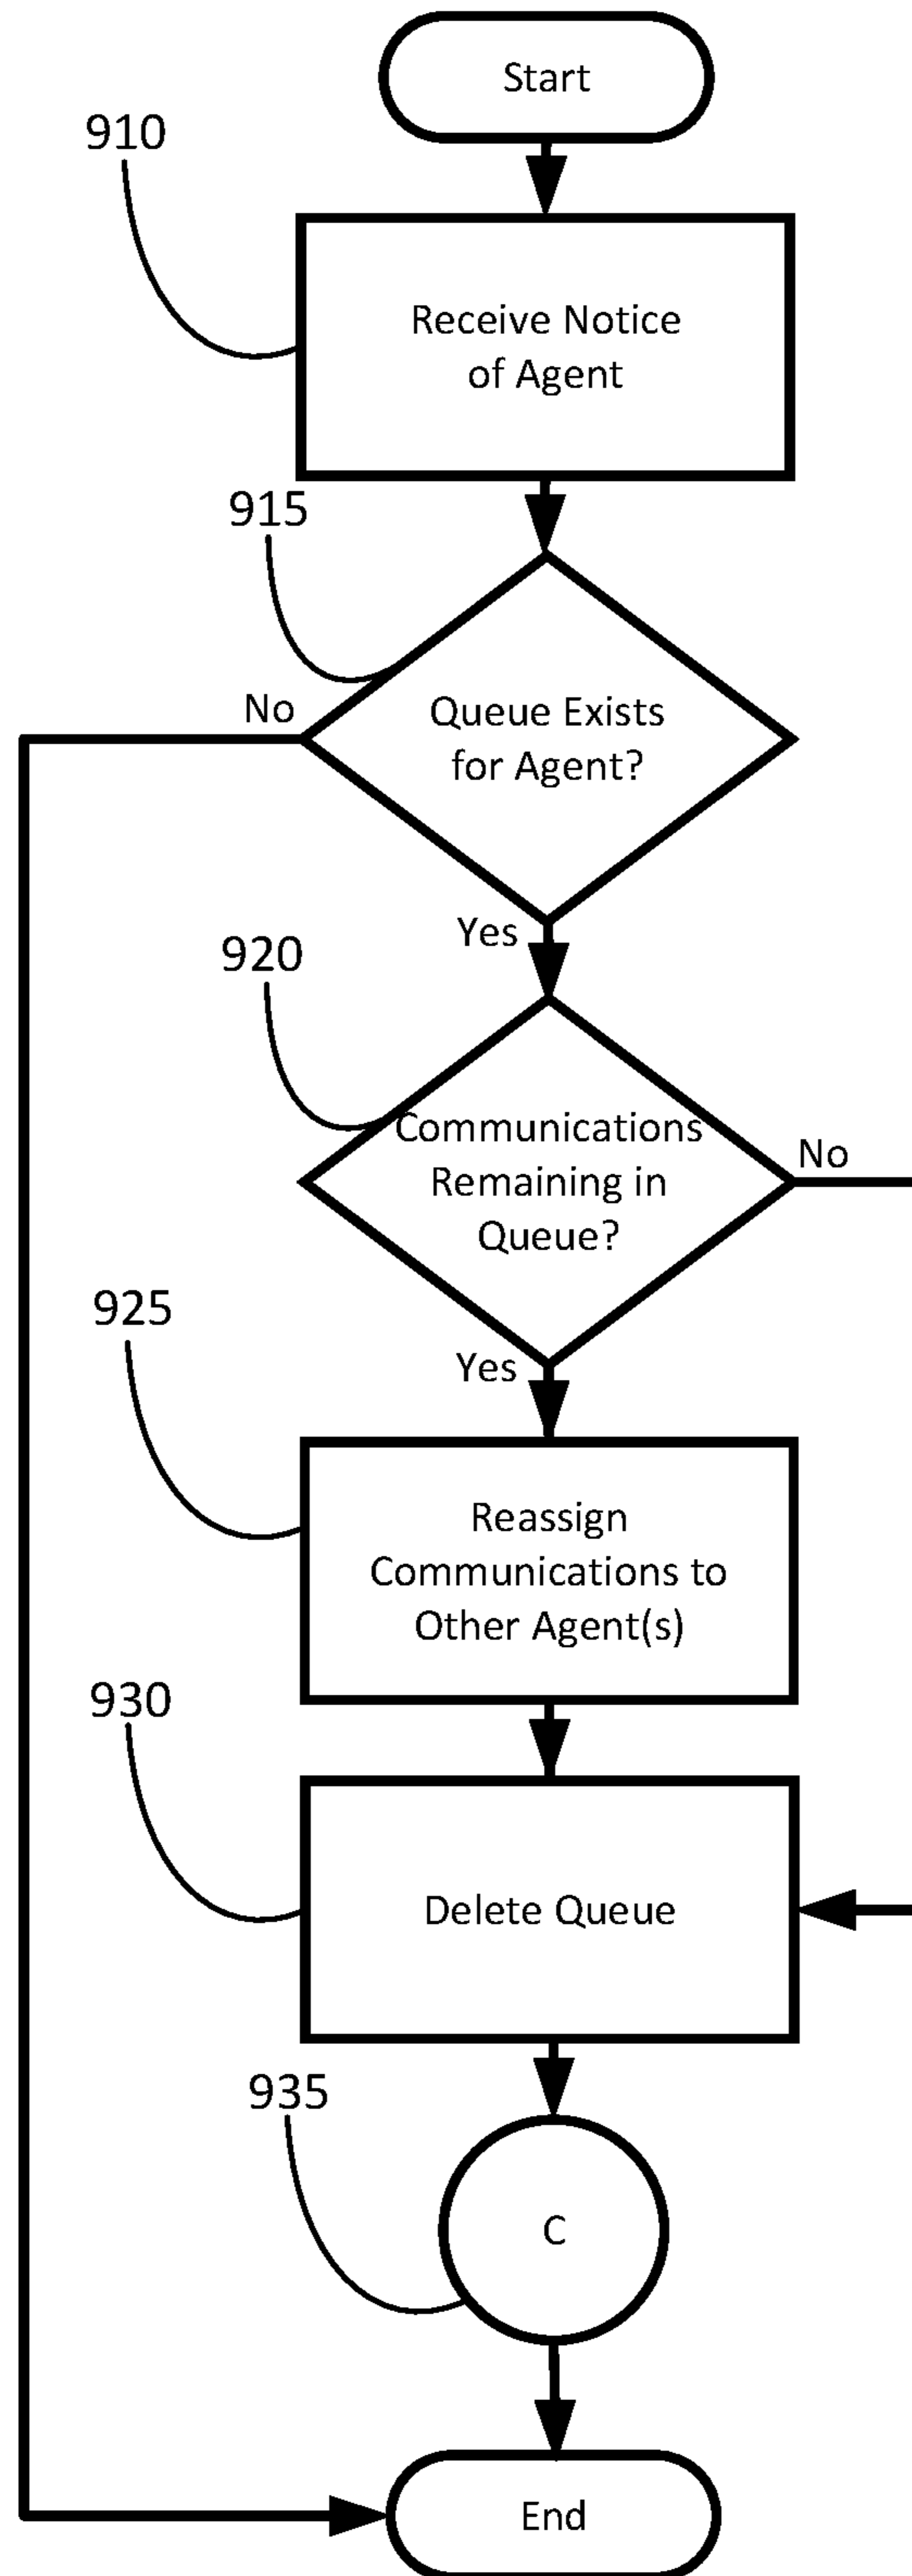 Start
910
Receive Notice
of Agent
915
No
Queue Exists
for Agent?
Yes
920
Communications
Remaining in
Queue?
No
925
Yes
Reassign
Communications to
Other Agent(s)
930
Delete Queue
935
C
End